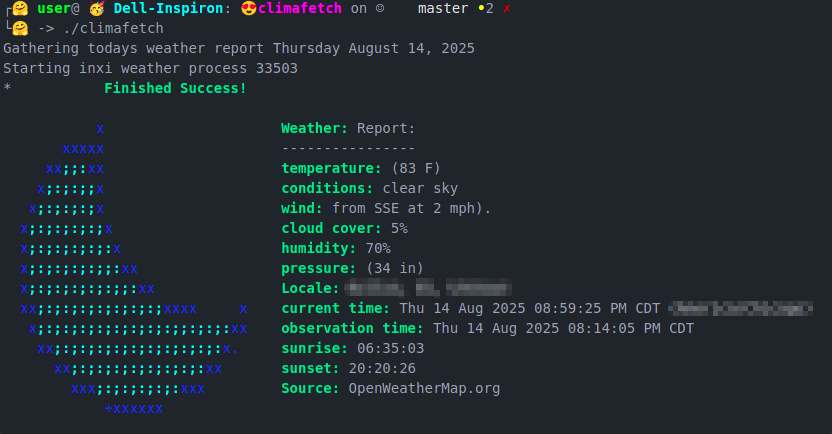 ┌🤗 user@ 🥳 Dell-Inspiron: 😍climafetch on ☺ master •2 ✗
└🤗 -> ./climafetch
Gathering todays weather report Thursday August 14, 2025
Starting inxi weather process 33503
* Finished Success!
x Weather: Report:
xxxxx ----------------
xx;;:xx temperature: (83 F)
x;:;:;;x conditions: clear sky
x;:;:;:;x wind: from SSE at 2 mph).
x;:;:;:;:;x cloud cover: 5%
x;:;:;:;:;:x humidity: 70%
x;:;:;:;:;:;xx pressure: (34 in)
x;:;:;:;:;:;:;xx Locale:
xx;:;:;:;:;:;:;:;xxxx x current time: Thu 14 Aug 2025 08:59:25 PM CDT
x;:;:;:;:;:;:;:;:;:;:;:;xx observation time: Thu 14 Aug 2025 08:14:05 PM CDT
xx;:;:;:;:;:;:;:;:;:;:x. sunrise: 06:35:03
xx;:;:;:;:;:;:;:;:xx sunset: 20:20:26
xxx;:;:;:;:;:xxx Source: OpenWeatherMap.org
+xxxxxx